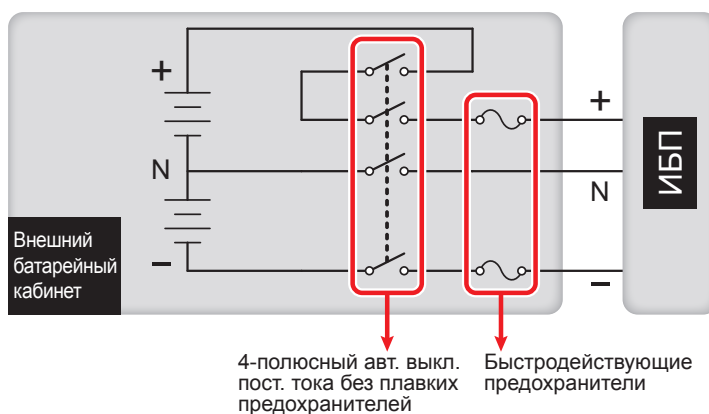 +
N
−
Внешний
батарейный
кабинет
+
N
−
ИБП
4-полюсный авт. выкл.
пост. тока без плавких
предохранителей
Быстродействующие
предохранители